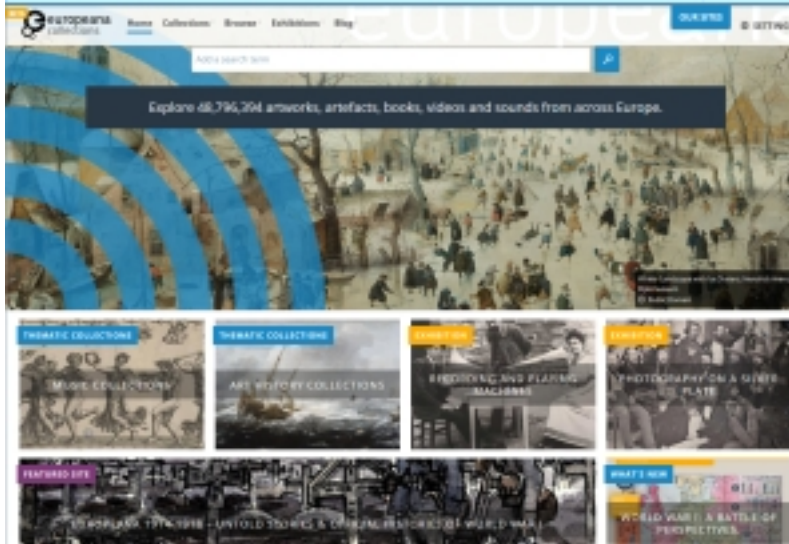 europeana
collections
Home Collections Browse Exhibitions Blog
OUR SITES
Add a search term
Explore 48,796,394 artworks, artefacts, books, videos and sounds from across Europe.
THEMATIC COLLECTIONS
MUSIC COLLECTIONS
THEMATIC COLLECTIONS
ART HISTORY COLLECTIONS
EXHIBITION
RECORDING AND PLAYING
MACHINES
EXHIBITION
PHOTOGRAPHY ON A SILVER
PLATE
FEATURED SITE
EUROPEANA 1914-1918 - UNTOLD STORIES & OFFICIAL HISTORIES OF WORLD WAR I
WHAT'S NEW
WORLD WAR I: A BATTLE OF
PERSPECTIVES